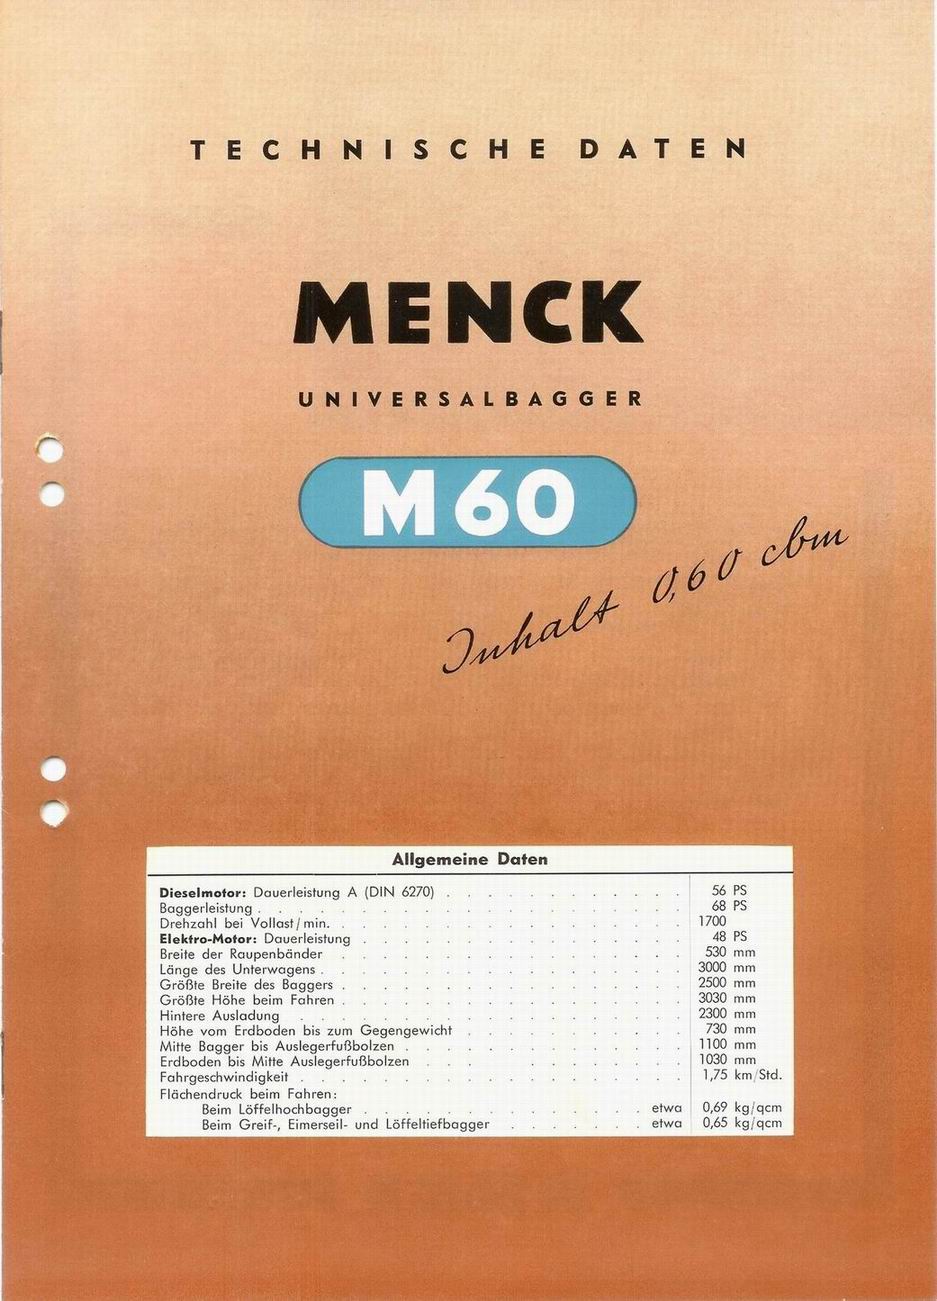 TECHNISCHE DATEN
MENCK
UNIVERSALBAGGER
M 60
Inhalt 0,60 cbm
Allgemeine Daten
Dieselmotor: Dauerleistung A (DIN 6270) . . . . . . . . . . 56 PS
Baggerleistung . . . . . . . . . . 68 PS
Drehzahl bei Vollast/min. . . . . . . . . . . 1700
Elektro-Motor: Dauerleistung . . . . . . . . . . 48 PS
Breite der Raupenbänder . . . . . . . . . . 530 mm
Länge des Unterwagens . . . . . . . . . . 3000 mm
Größte Breite des Baggers . . . . . . . . . . 2500 mm
Größte Höhe beim Fahren . . . . . . . . . . 3030 mm
Hintere Ausladung . . . . . . . . . . 2300 mm
Höhe vom Erdboden bis zum Gegengewicht . . . . . . . . 730 mm
Mitte Bagger bis Auslegerfußbolzen . . . . . . . . . . 1100 mm
Erdboden bis Mitte Auslegerfußbolzen . . . . . . . . . . 1030 mm
Fahrgeschwindigkeit . . . . . . . . . . 1,75 km/Std.
Flächendruck beim Fahren:
Beim Löffelhochbagger . . . . . . . . . . etwa 0,69 kg/qcm
Beim Greif-, Eimerseil- und Löffeltiefbagger . . . . . . etwa 0,65 kg/qcm